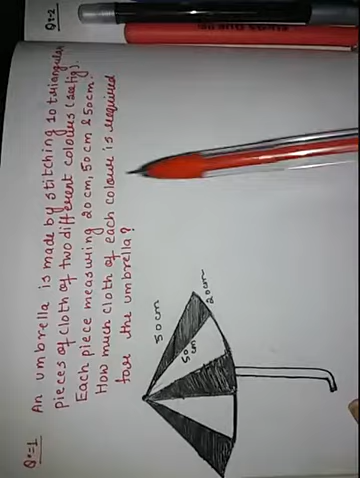 Q=1 An umbrella is made by stitching 10 triangular
pieces of cloth of two different colours (see fig).
Each piece measuring 20 cm, 50 cm & 50 cm.
How much cloth of each colour is required
for the umbrella?
50 cm
20 cm
50 cm
Q=2